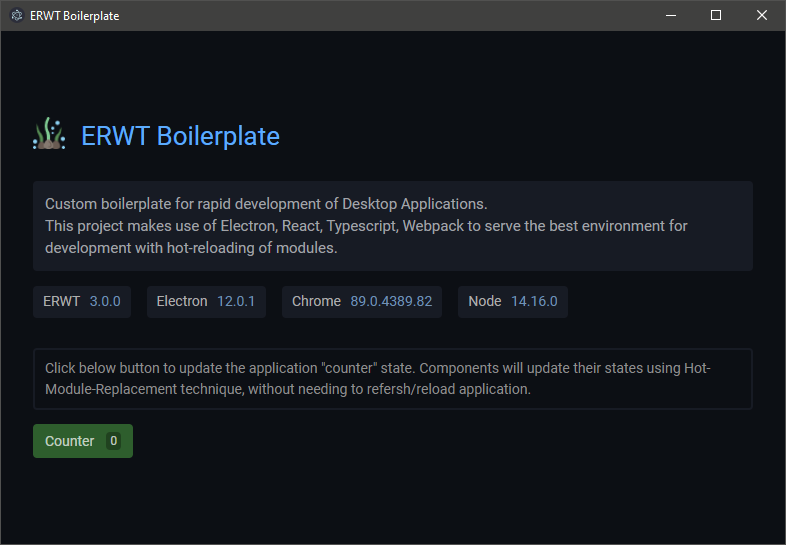 ERWT Boilerplate
ERWT Boilerplate
Custom boilerplate for rapid development of Desktop Applications.
This project makes use of Electron, React, Typescript, Webpack to serve the best environment for
development with hot-reloading of modules.
ERWT 3.0.0 Electron 12.0.1 Chrome 89.0.4389.82 Node 14.16.0
Click below button to update the application "counter" state. Components will update their states using Hot-
Module-Replacement technique, without needing to refersh/reload application.
Counter 0